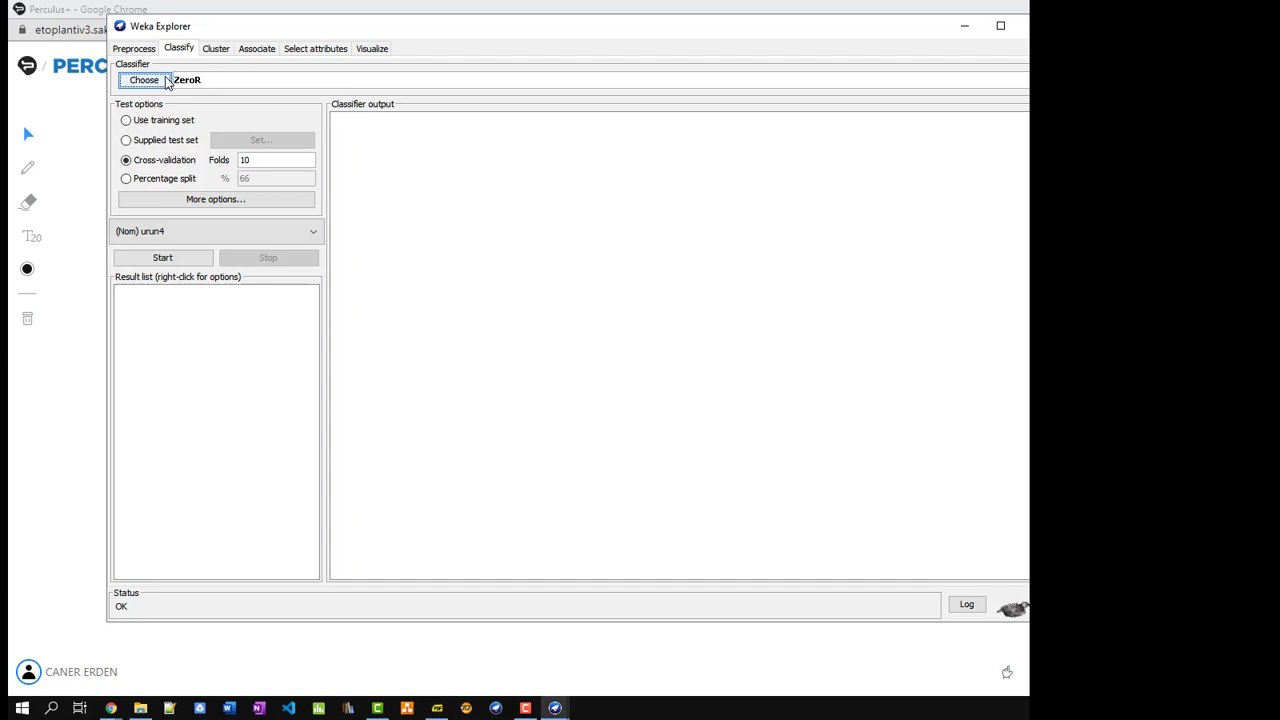 Perculus+ - Google Chrome
Weka Explorer
etoplantiv3.sak
Preprocess Classify Cluster Associate Select attributes Visualize
/ PERC
Classifier
Choose ZeroR
Test options
Classifier output
Use training set
Supplied test set Set...
Cross-validation Folds 10
Percentage split % 66
More options...
(Nom) urun4
Start Stop
Result list (right-click for options)
T20
Status
OK
Log
CANER ERDEN